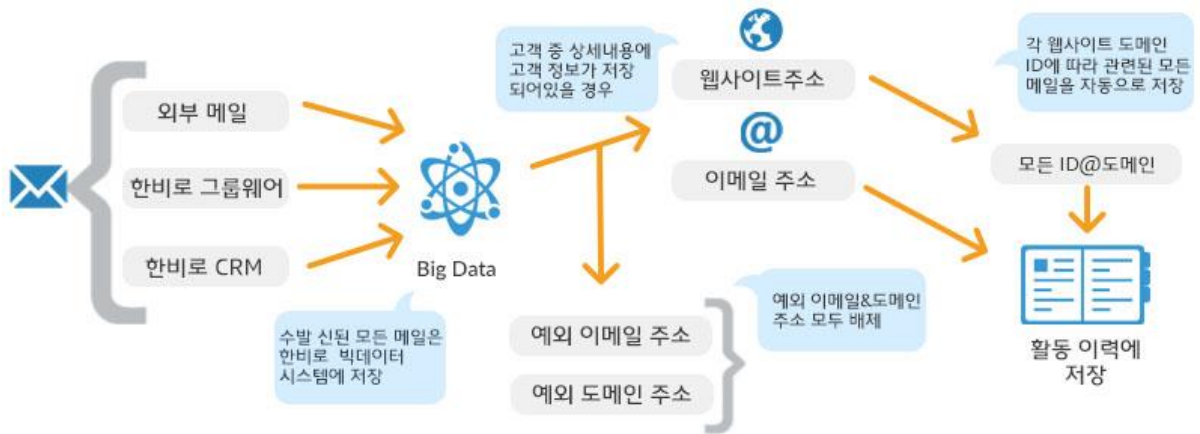 외부 메일
한비로 그룹웨어
한비로 CRM
Big Data
수발 신된 모든 메일은
한비로 빅데이터
시스템에 저장
고객 중 상세내용에
고객 정보가 저장
되어있을 경우
웹사이트주소
@
이메일 주소
예외 이메일 주소
예외 도메인 주소
예외 이메일&도메인
주소 모두 배제
각 웹사이트 도메인
ID에 따라 관련된 모든
메일을 자동으로 저장
모든 ID@도메인
활동 이력에
저장